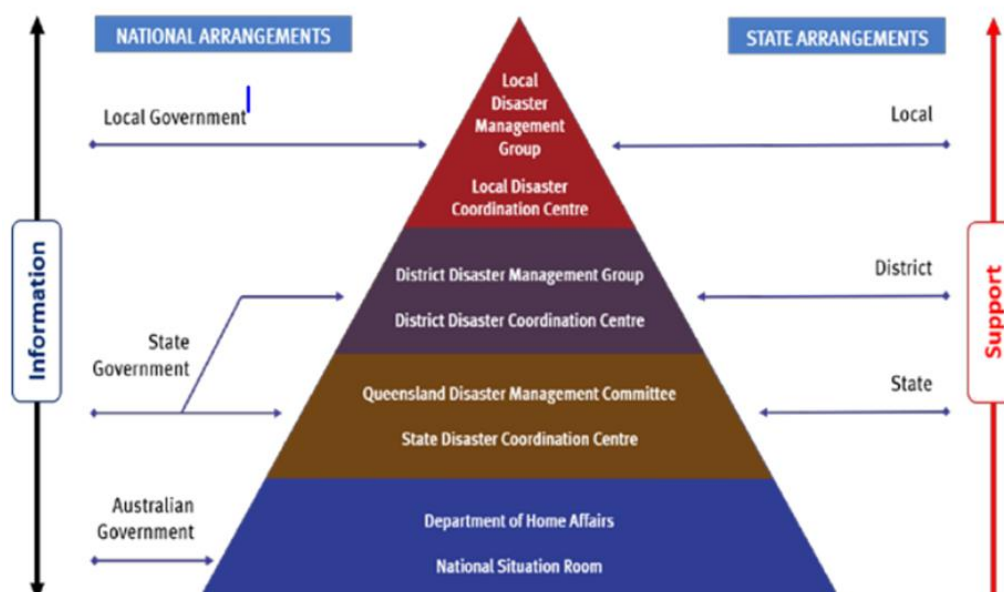 NATIONAL ARRANGEMENTS
STATE ARRANGEMENTS
Local
Disaster
Management
Group
Local Disaster
Coordination Centre
Local Government
Local
Information
Support
District Disaster Management Group
District Disaster Coordination Centre
District
State
Government
Queensland Disaster Management Committee
State Disaster Coordination Centre
State
Australian
Government
Department of Home Affairs
National Situation Room